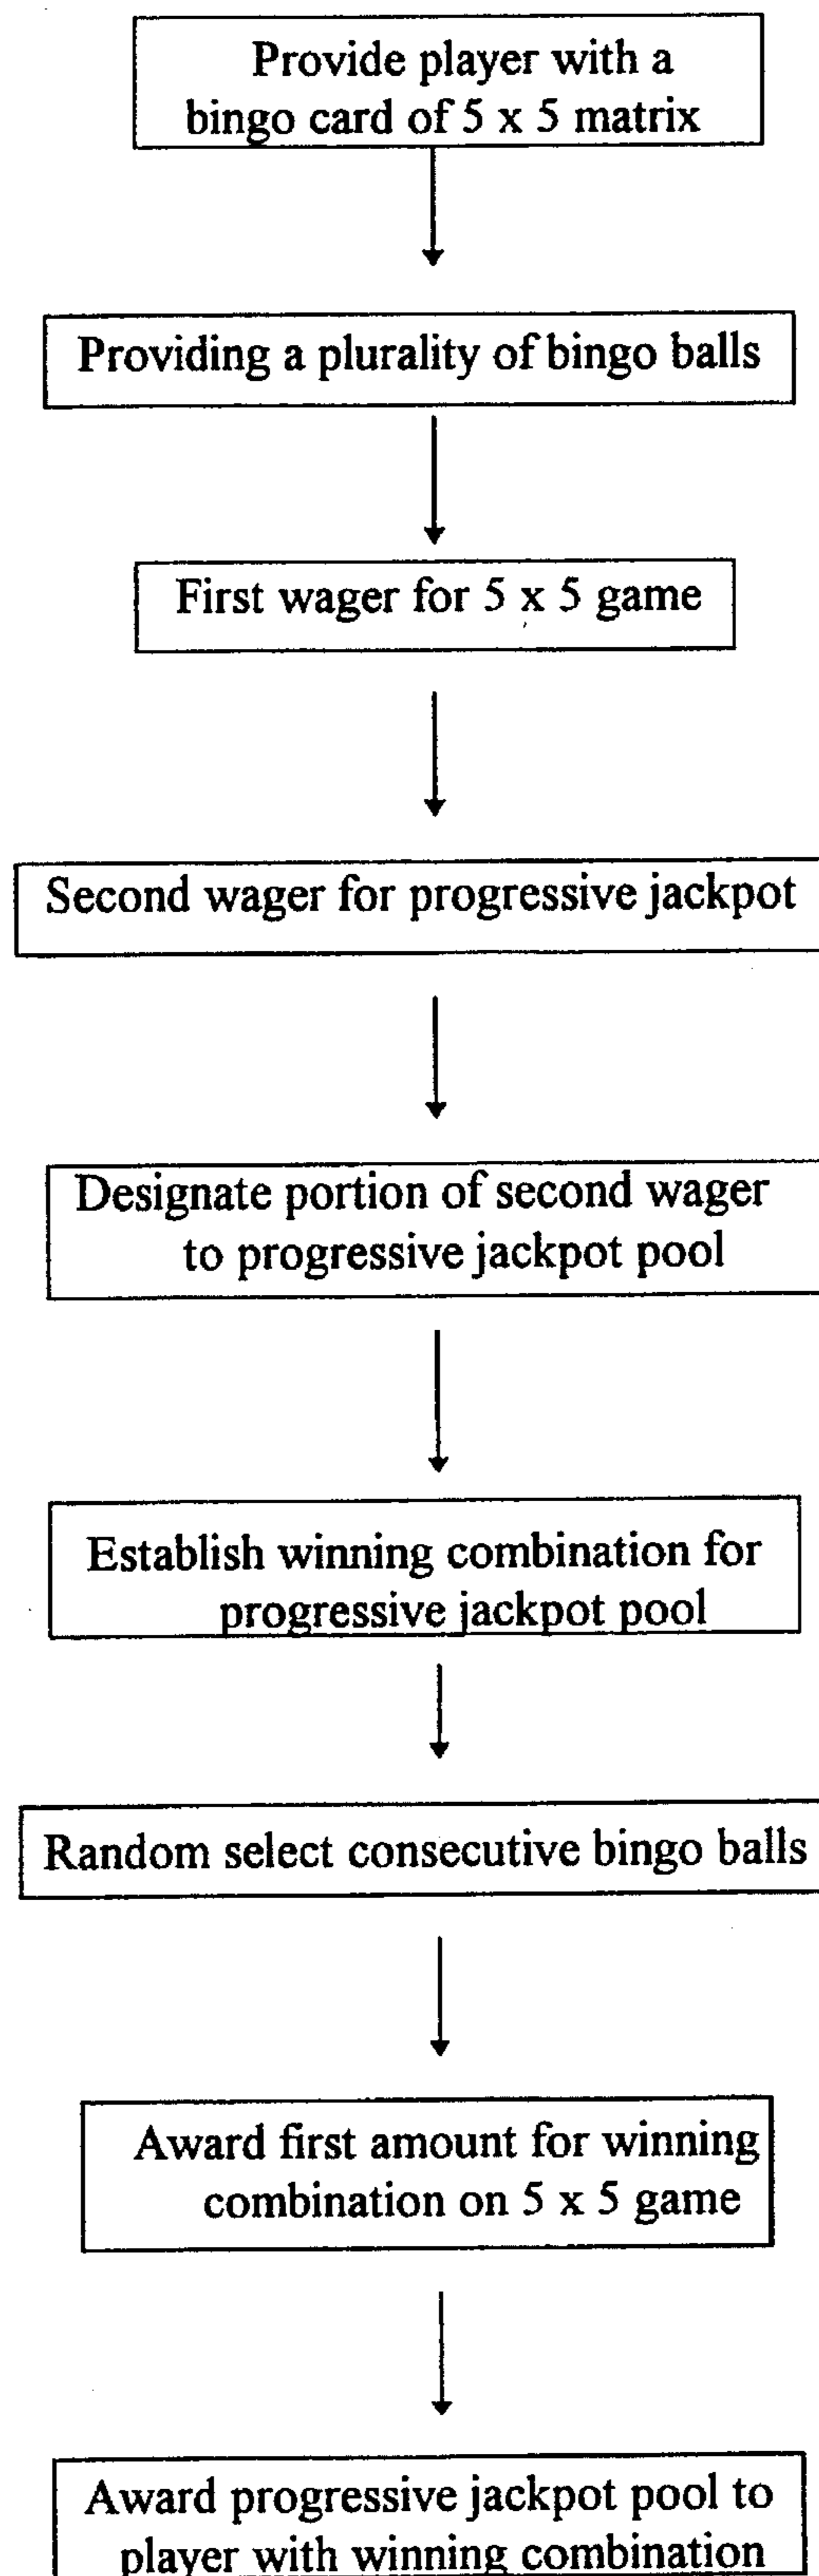 Provide player with a
bingo card of 5 x 5 matrix
Providing a plurality of bingo balls
First wager for 5 x 5 game
Second wager for progressive jackpot
Designate portion of second wager
to progressive jackpot pool
Establish winning combination for
progressive jackpot pool
Random select consecutive bingo balls
Award first amount for winning
combination on 5 x 5 game
Award progressive jackpot pool to
player with winning combination